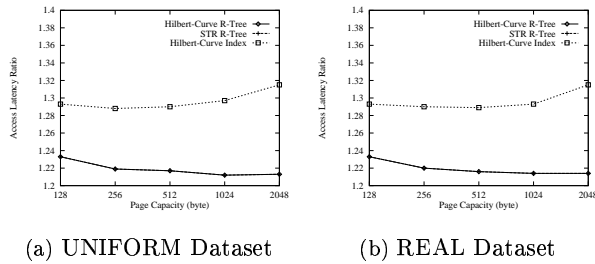 1.4
1.38
1.36
1.34
1.32
1.3
1.28
1.26
1.24
1.22
1.2
Access Latency Ratio
Hilbert-Curve R-Tree
STR R-Tree
Hilbert-Curve Index
128 256 512 1024 2048
Page Capacity (byte)
(a) UNIFORM Dataset
1.4
1.38
1.36
1.34
1.32
1.3
1.28
1.26
1.24
1.22
1.2
Access Latency Ratio
Hilbert-Curve R-Tree
STR R-Tree
Hilbert-Curve Index
128 256 512 1024 2048
Page Capacity (byte)
(b) REAL Dataset